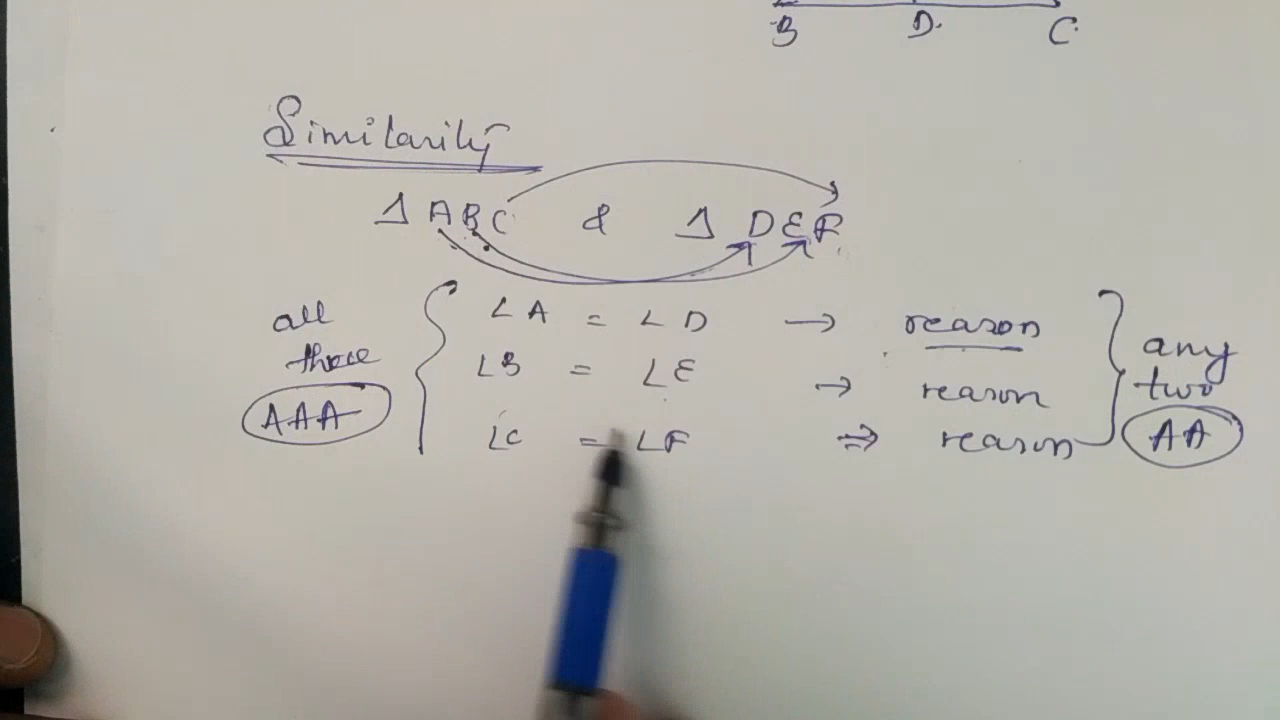 B D. C.
Similarity
Δ ABC & Δ DEF
∠A = ∠D → reason
all three ∠B = ∠E → reason any two
AAA ∠C = ∠F ⇒ reason AA